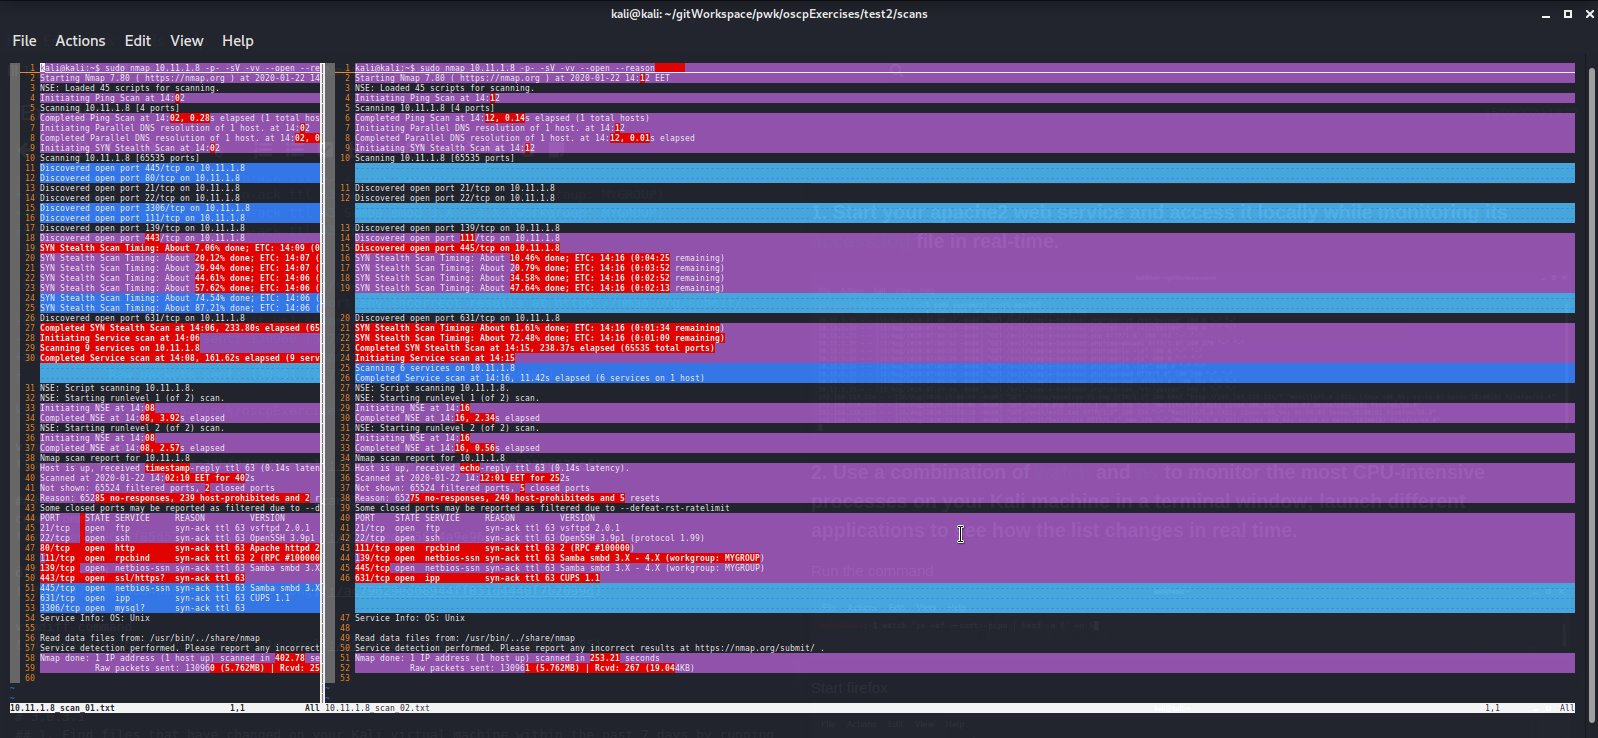 kali@kali: ~/gitWorkspace/pwk/oscpExercises/test2/scans
File Actions Edit View Help
1 kali@kali:~$ sudo nmap 10.11.1.8 -p- -sV -vv --open --re
2 Starting Nmap 7.80 ( https://nmap.org ) at 2020-01-22 14
3 NSE: Loaded 45 scripts for scanning.
4 Initiating Ping Scan at 14:02
5 Scanning 10.11.1.8 [4 ports]
6 Completed Ping Scan at 14:02, 0.28s elapsed (1 total hos
7 Initiating Parallel DNS resolution of 1 host. at 14:02
8 Completed Parallel DNS resolution of 1 host. at 14:02, 0
9 Initiating SYN Stealth Scan at 14:02
10 Scanning 10.11.1.8 [65535 ports]
11 Discovered open port 445/tcp on 10.11.1.8
12 Discovered open port 80/tcp on 10.11.1.8
13 Discovered open port 21/tcp on 10.11.1.8
14 Discovered open port 22/tcp on 10.11.1.8
15 Discovered open port 3306/tcp on 10.11.1.8
16 Discovered open port 111/tcp on 10.11.1.8
17 Discovered open port 139/tcp on 10.11.1.8
18 Discovered open port 443/tcp on 10.11.1.8
19 SYN Stealth Scan Timing: About 7.06% done; ETC: 14:09 (0
20 SYN Stealth Scan Timing: About 20.12% done; ETC: 14:07 (
21 SYN Stealth Scan Timing: About 29.94% done; ETC: 14:07 (
22 SYN Stealth Scan Timing: About 44.61% done; ETC: 14:06 (
23 SYN Stealth Scan Timing: About 57.62% done; ETC: 14:06 (
24 SYN Stealth Scan Timing: About 74.54% done; ETC: 14:06 (
25 SYN Stealth Scan Timing: About 87.21% done; ETC: 14:06 (
26 Discovered open port 631/tcp on 10.11.1.8
27 Completed SYN Stealth Scan at 14:06, 233.80s elapsed (65
28 Initiating Service scan at 14:06
29 Scanning 9 services on 10.11.1.8
30 Completed Service scan at 14:08, 161.62s elapsed (9 serv
31 NSE: Script scanning 10.11.1.8.
32 NSE: Starting runlevel 1 (of 2) scan.
33 Initiating NSE at 14:08
34 Completed NSE at 14:08, 3.92s elapsed
35 NSE: Starting runlevel 2 (of 2) scan.
36 Initiating NSE at 14:08
37 Completed NSE at 14:08, 2.57s elapsed
38 Nmap scan report for 10.11.1.8
39 Host is up, received timestamp-reply ttl 63 (0.14s laten
40 Scanned at 2020-01-22 14:02:10 EET for 402s
41 Not shown: 65524 filtered ports, 2 closed ports
42 Reason: 65285 no-responses, 239 host-prohibiteds and 2 r
43 Some closed ports may be reported as filtered due to --d
44 PORT STATE SERVICE REASON VERSION
45 21/tcp open ftp syn-ack ttl 63 vsftpd 2.0.1
46 22/tcp open ssh syn-ack ttl 63 OpenSSH 3.9p1
47 80/tcp open http syn-ack ttl 63 Apache httpd 2
48 111/tcp open rpcbind syn-ack ttl 63 2 (RPC #100000
49 139/tcp open netbios-ssn syn-ack ttl 63 Samba smbd 3.X
50 443/tcp open ssl/https? syn-ack ttl 63
51 445/tcp open netbios-ssn syn-ack ttl 63 Samba smbd 3.X
52 631/tcp open ipp syn-ack ttl 63 CUPS 1.1
53 3306/tcp open mysql? syn-ack ttl 63
54 Service Info: OS: Unix
55
56 Read data files from: /usr/bin/../share/nmap
57 Service detection performed. Please report any incorrect
58 Nmap done: 1 IP address (1 host up) scanned in 402.78 se
59 Raw packets sent: 130960 (5.762MB) | Rcvd: 25
60
~
~
10.11.1.8_scan_01.txt 1,1 All
1 kali@kali:~$ sudo nmap 10.11.1.8 -p- -sV -vv --open --reason
2 Starting Nmap 7.80 ( https://nmap.org ) at 2020-01-22 14:12 EET
3 NSE: Loaded 45 scripts for scanning.
4 Initiating Ping Scan at 14:12
5 Scanning 10.11.1.8 [4 ports]
6 Completed Ping Scan at 14:12, 0.14s elapsed (1 total hosts)
7 Initiating Parallel DNS resolution of 1 host. at 14:12
8 Completed Parallel DNS resolution of 1 host. at 14:12, 0.01s elapsed
9 Initiating SYN Stealth Scan at 14:12
10 Scanning 10.11.1.8 [65535 ports]
11 Discovered open port 21/tcp on 10.11.1.8
12 Discovered open port 22/tcp on 10.11.1.8
13 Discovered open port 139/tcp on 10.11.1.8
14 Discovered open port 111/tcp on 10.11.1.8
15 Discovered open port 445/tcp on 10.11.1.8
16 SYN Stealth Scan Timing: About 10.46% done; ETC: 14:16 (0:04:25 remaining)
17 SYN Stealth Scan Timing: About 20.79% done; ETC: 14:16 (0:03:52 remaining)
18 SYN Stealth Scan Timing: About 34.58% done; ETC: 14:16 (0:02:52 remaining)
19 SYN Stealth Scan Timing: About 47.64% done; ETC: 14:16 (0:02:13 remaining)
20 Discovered open port 631/tcp on 10.11.1.8
21 SYN Stealth Scan Timing: About 61.61% done; ETC: 14:16 (0:01:34 remaining)
22 SYN Stealth Scan Timing: About 72.48% done; ETC: 14:16 (0:01:09 remaining)
23 Completed SYN Stealth Scan at 14:15, 238.37s elapsed (65535 total ports)
24 Initiating Service scan at 14:15
25 Scanning 6 services on 10.11.1.8
26 Completed Service scan at 14:16, 11.42s elapsed (6 services on 1 host)
27 NSE: Script scanning 10.11.1.8.
28 NSE: Starting runlevel 1 (of 2) scan.
29 Initiating NSE at 14:16
30 Completed NSE at 14:16, 2.34s elapsed
31 NSE: Starting runlevel 2 (of 2) scan.
32 Initiating NSE at 14:16
33 Completed NSE at 14:16, 0.56s elapsed
34 Nmap scan report for 10.11.1.8
35 Host is up, received echo-reply ttl 63 (0.14s latency).
36 Scanned at 2020-01-22 14:12:01 EET for 252s
37 Not shown: 65524 filtered ports, 5 closed ports
38 Reason: 65275 no-responses, 249 host-prohibiteds and 5 resets
39 Some closed ports may be reported as filtered due to --defeat-rst-ratelimit
40 PORT STATE SERVICE REASON VERSION
41 21/tcp open ftp syn-ack ttl 63 vsftpd 2.0.1
42 22/tcp open ssh syn-ack ttl 63 OpenSSH 3.9p1 (protocol 1.99)
43 111/tcp open rpcbind syn-ack ttl 63 2 (RPC #100000)
44 139/tcp open netbios-ssn syn-ack ttl 63 Samba smbd 3.X - 4.X (workgroup: MYGROUP)
45 445/tcp open netbios-ssn syn-ack ttl 63 Samba smbd 3.X - 4.X (workgroup: MYGROUP)
46 631/tcp open ipp syn-ack ttl 63 CUPS 1.1
47 Service Info: OS: Unix
48
49 Read data files from: /usr/bin/../share/nmap
50 Service detection performed. Please report any incorrect results at https://nmap.org/submit/ .
51 Nmap done: 1 IP address (1 host up) scanned in 253.21 seconds
52 Raw packets sent: 130961 (5.762MB) | Rcvd: 267 (19.044KB)
53
10.11.1.8_scan_02.txt 1,1 All
1. Start your apache2 web service and access it locally while monitoring its
file in real-time.
2. Use a combination of and the most CPU-intensive
processes on your Kali machine in a terminal window; launch different
applications to see how the list changes in real time.
Run the command
Start firefox